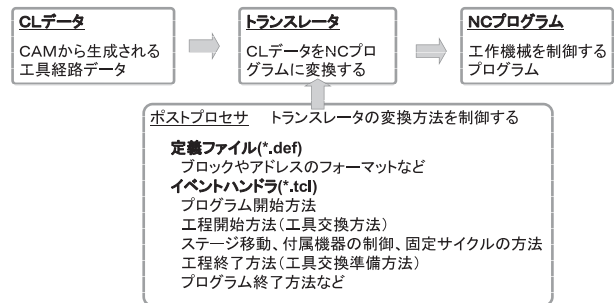 CLデータ
CAMから生成される
工具経路データ
トランスレータ
CLデータをNCプロ
グラムに変換する
NCプログラム
工作機械を制御する
プログラム
ポストプロセサ　トランスレータの変換方法を制御する
定義ファイル(*.def)
ブロックやアドレスのフォーマットなど
イベントハンドラ(*.tcl)
プログラム開始方法
工程開始方法(工具交換方法)
ステージ移動、付属機器の制御、固定サイクルの方法
工程終了方法(工具交換準備方法)
プログラム終了方法など